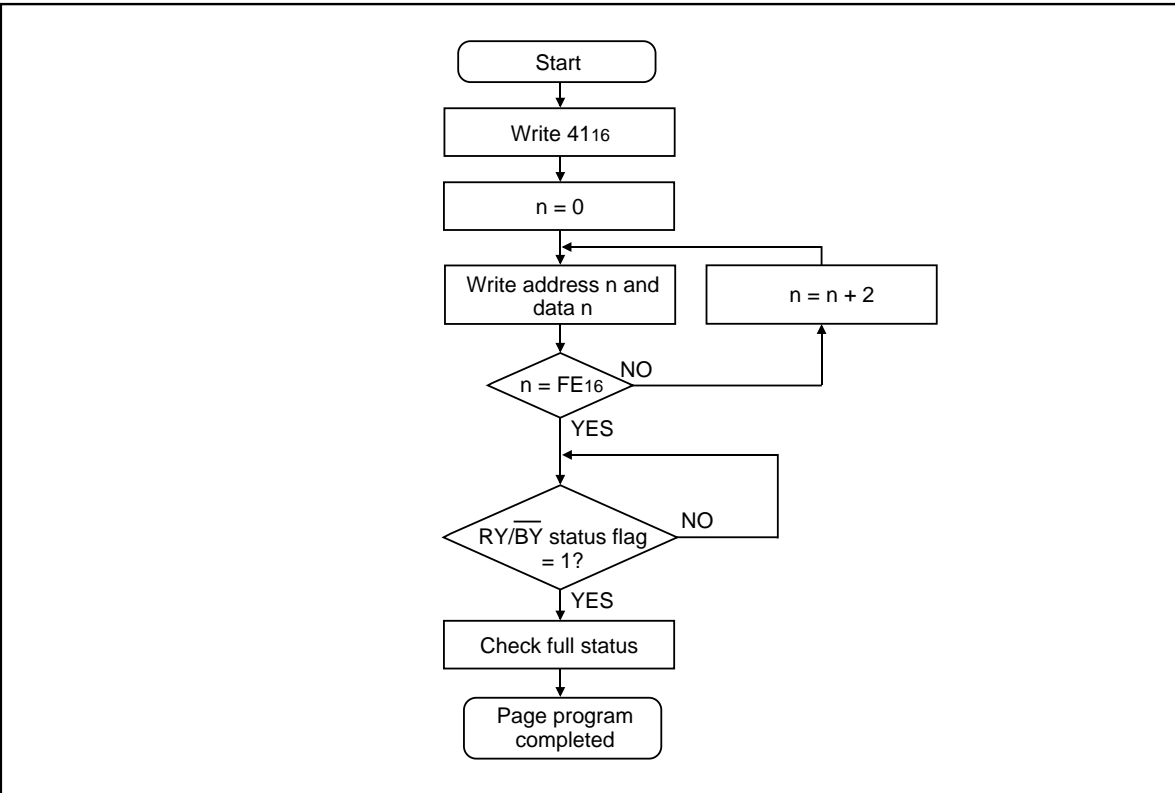 Start
Write 4116
n = 0
Write address n and
data n
n = n + 2
n = FE16
NO
YES
RY/BY status flag
= 1?
NO
YES
Check full status
Page program
completed